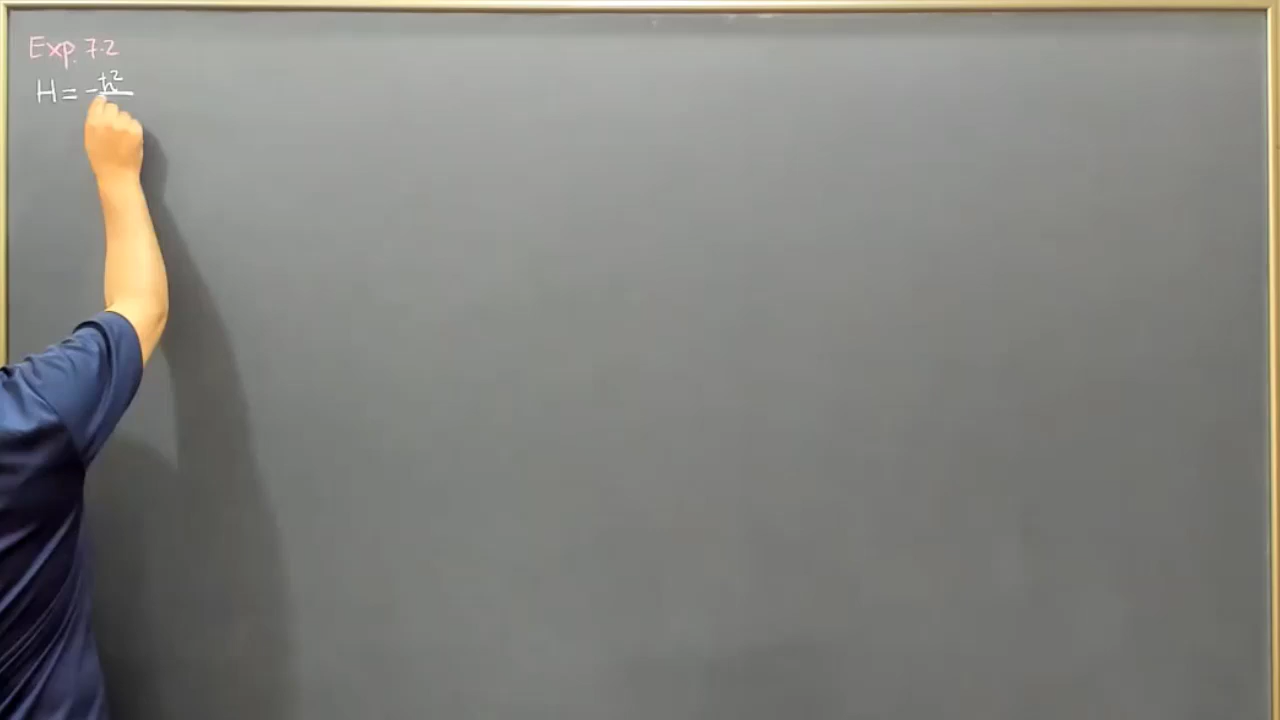 Exp. 7.2
H = -ħ²